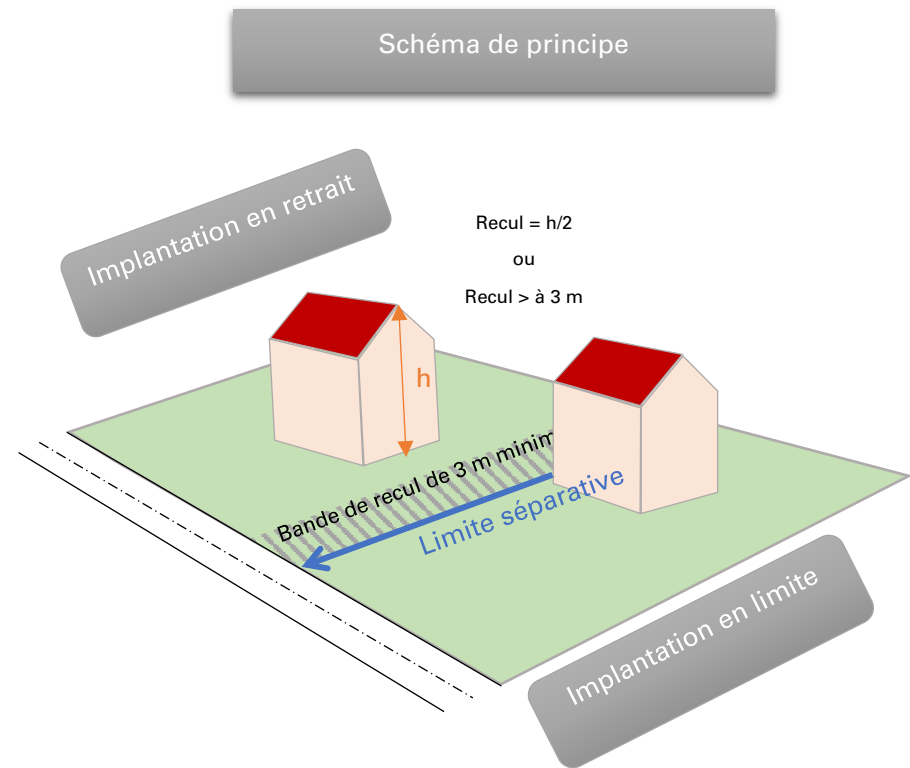 Schéma de principe
Implantation en retrait
Recul = h/2
ou
Recul > à 3 m
h
Bande de recul de 3 m minim
Limite séparative
Implantation en limite